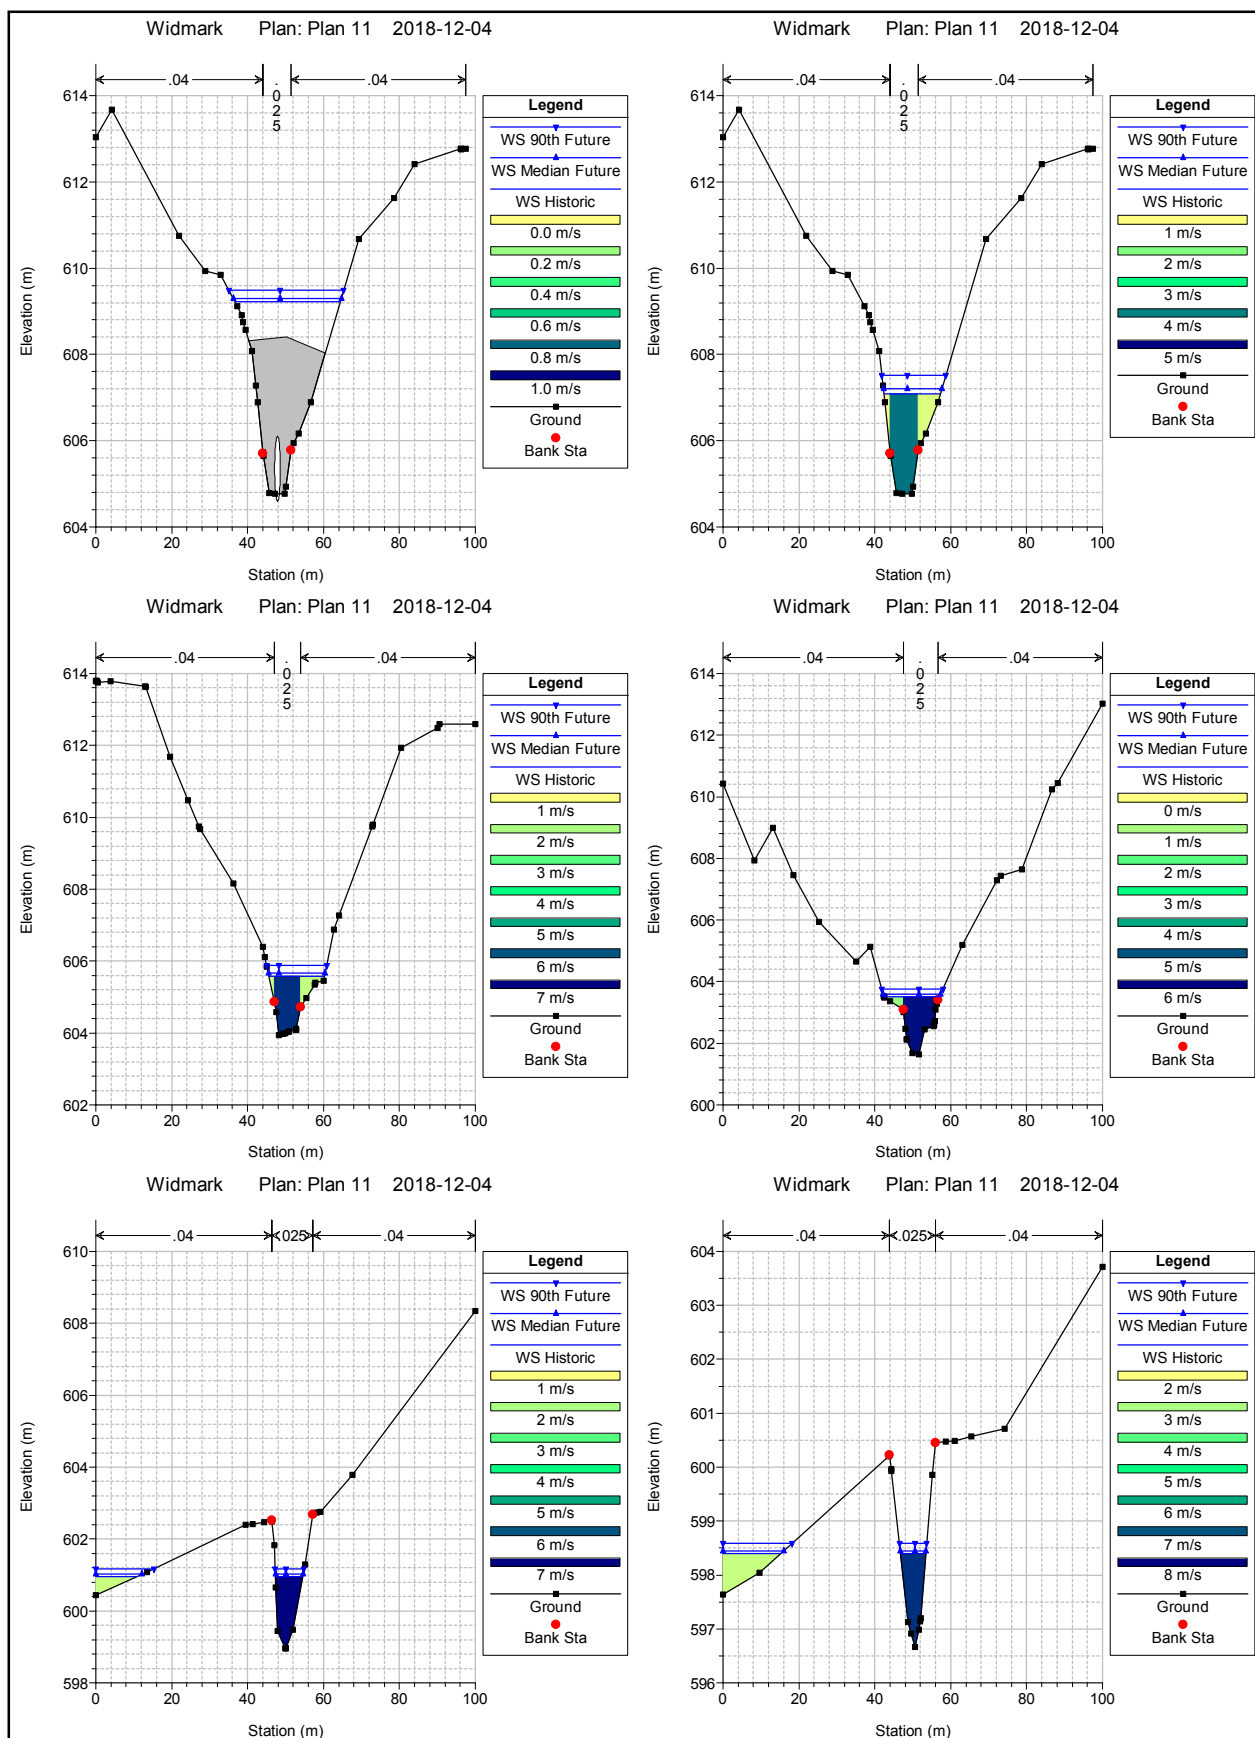 Widmark Plan: Plan 11 2018-12-04
.04 .025 .04
Legend
WS 90th Future
WS Median Future
WS Historic
0.0 m/s
0.2 m/s
0.4 m/s
0.6 m/s
0.8 m/s
1.0 m/s
Ground
Bank Sta
614
612
610
608
606
604
Elevation (m)
0 20 40 60 80 100
Station (m)
Widmark Plan: Plan 11 2018-12-04
.04 .025 .04
Legend
WS 90th Future
WS Median Future
WS Historic
1 m/s
2 m/s
3 m/s
4 m/s
5 m/s
Ground
Bank Sta
614
612
610
608
606
604
Elevation (m)
0 20 40 60 80 100
Station (m)
Widmark Plan: Plan 11 2018-12-04
.04 .025 .04
Legend
WS 90th Future
WS Median Future
WS Historic
1 m/s
2 m/s
3 m/s
4 m/s
5 m/s
6 m/s
7 m/s
Ground
Bank Sta
614
612
610
608
606
604
602
Elevation (m)
0 20 40 60 80 100
Station (m)
Widmark Plan: Plan 11 2018-12-04
.04 .025 .04
Legend
WS 90th Future
WS Median Future
WS Historic
0 m/s
1 m/s
2 m/s
3 m/s
4 m/s
5 m/s
6 m/s
Ground
Bank Sta
614
612
610
608
606
604
602
600
Elevation (m)
0 20 40 60 80 100
Station (m)
Widmark Plan: Plan 11 2018-12-04
.04 .025 .04
Legend
WS 90th Future
WS Median Future
WS Historic
1 m/s
2 m/s
3 m/s
4 m/s
5 m/s
6 m/s
7 m/s
Ground
Bank Sta
610
608
606
604
602
600
598
Elevation (m)
0 20 40 60 80 100
Station (m)
Widmark Plan: Plan 11 2018-12-04
.04 .025 .04
Legend
WS 90th Future
WS Median Future
WS Historic
2 m/s
3 m/s
4 m/s
5 m/s
6 m/s
7 m/s
8 m/s
Ground
Bank Sta
604
603
602
601
600
599
598
597
596
Elevation (m)
0 20 40 60 80 100
Station (m)